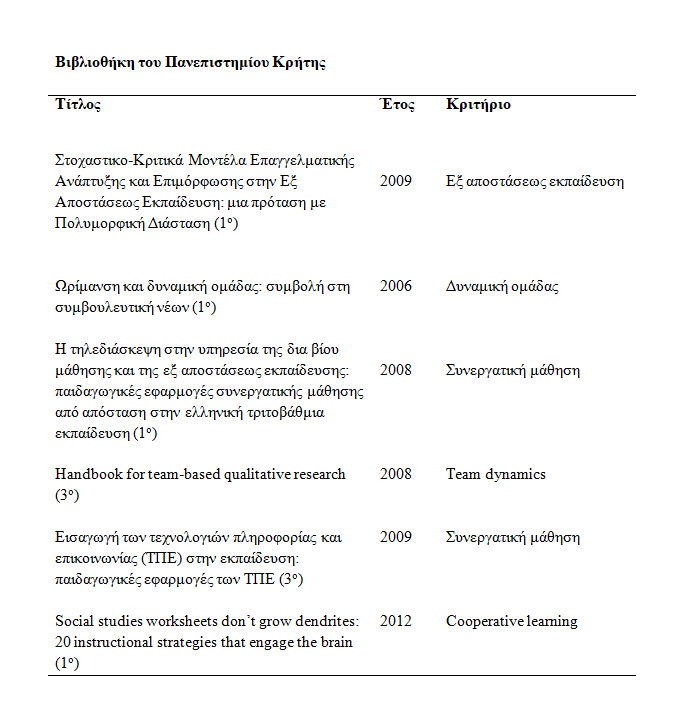 Βιβλιοθήκη του Πανεπιστημίου Κρήτης
Τίτλος Έτος Κριτήριο
Στοχαστικο-Κριτικά Μοντέλα Επαγγελματικής
Ανάπτυξης και Επιμόρφωσης στην Εξ 2009 Εξ αποστάσεως εκπαίδευση
Αποστάσεως Εκπαίδευση: μια πρόταση με
Πολυμορφική Διάσταση (1ο)
Ωρίμανση και δυναμική ομάδας: συμβολή στη 2006 Δυναμική ομάδας
συμβουλευτική νέων (1ο)
Η τηλεδιάσκεψη στην υπηρεσία της δια βίου
μάθησης και της εξ αποστάσεως εκπαίδευσης: 2008 Συνεργατική μάθηση
παιδαγωγικές εφαρμογές συνεργατικής μάθησης
από απόσταση στην ελληνική τριτοβάθμια
εκπαίδευση (1ο)
Handbook for team-based qualitative research 2008 Team dynamics
(3ο)
Εισαγωγή των τεχνολογιών πληροφορίας και 2009 Συνεργατική μάθηση
επικοινωνίας (ΤΠΕ) στην εκπαίδευση:
παιδαγωγικές εφαρμογές των ΤΠΕ (3ο)
Social studies worksheets don’t grow dendrites: 2012 Cooperative learning
20 instructional strategies that engage the brain
(1ο)